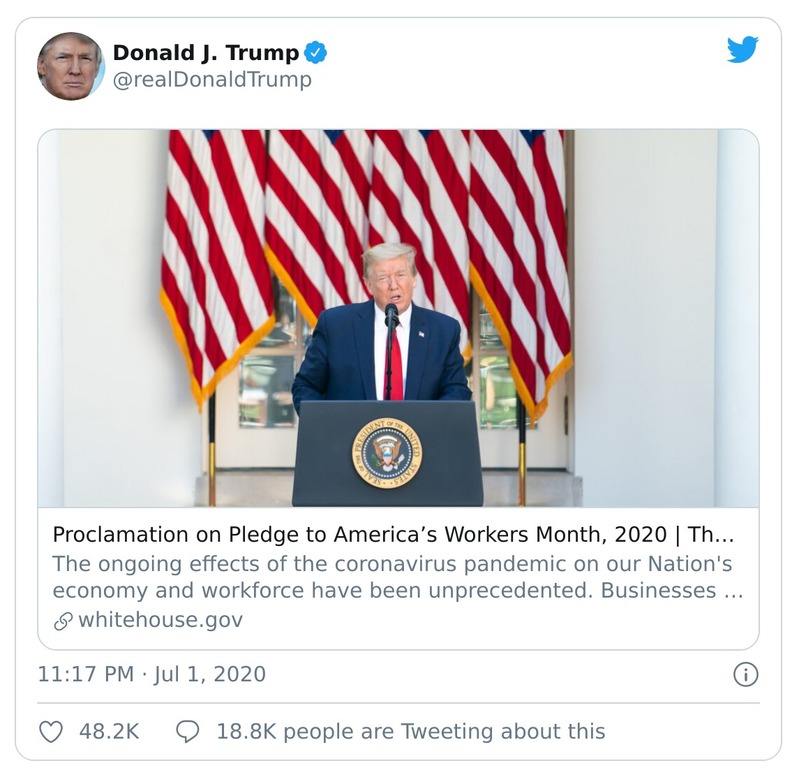 Donald J. Trump
@realDonaldTrump
SEAL OF THE PRESIDENT OF THE UNITED STATES
Proclamation on Pledge to America’s Workers Month, 2020 | Th…
The ongoing effects of the coronavirus pandemic on our Nation's
economy and workforce have been unprecedented. Businesses …
whitehouse.gov
11:17 PM · Jul 1, 2020
48.2K
18.8K people are Tweeting about this